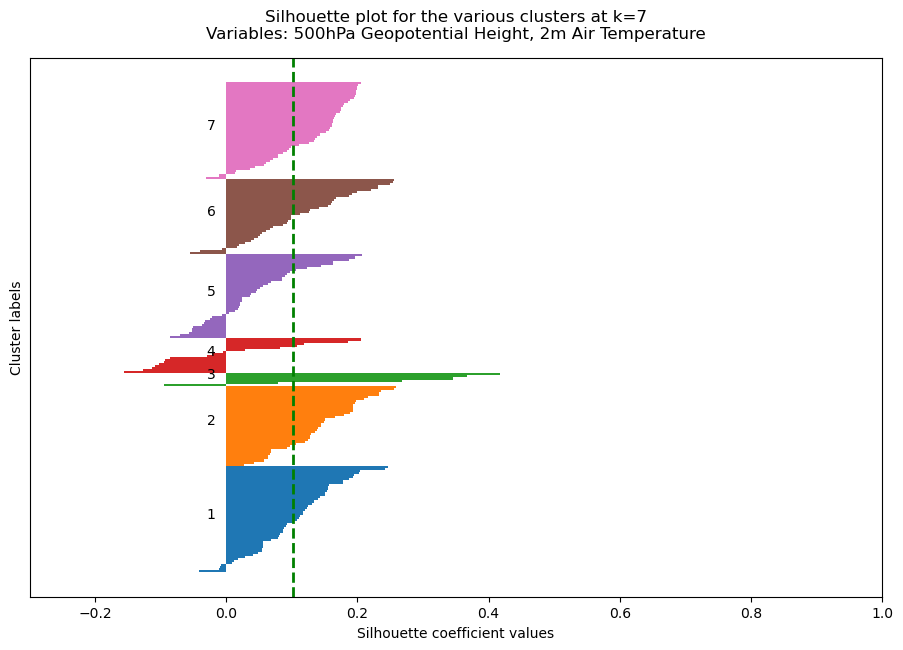 Silhouette plot for the various clusters at k=7
Variables: 500hPa Geopotential Height, 2m Air Temperature
Cluster labels
7
6
5
4
3
2
1
−0.2 0.0 0.2 0.4 0.6 0.8 1.0
Silhouette coefficient values